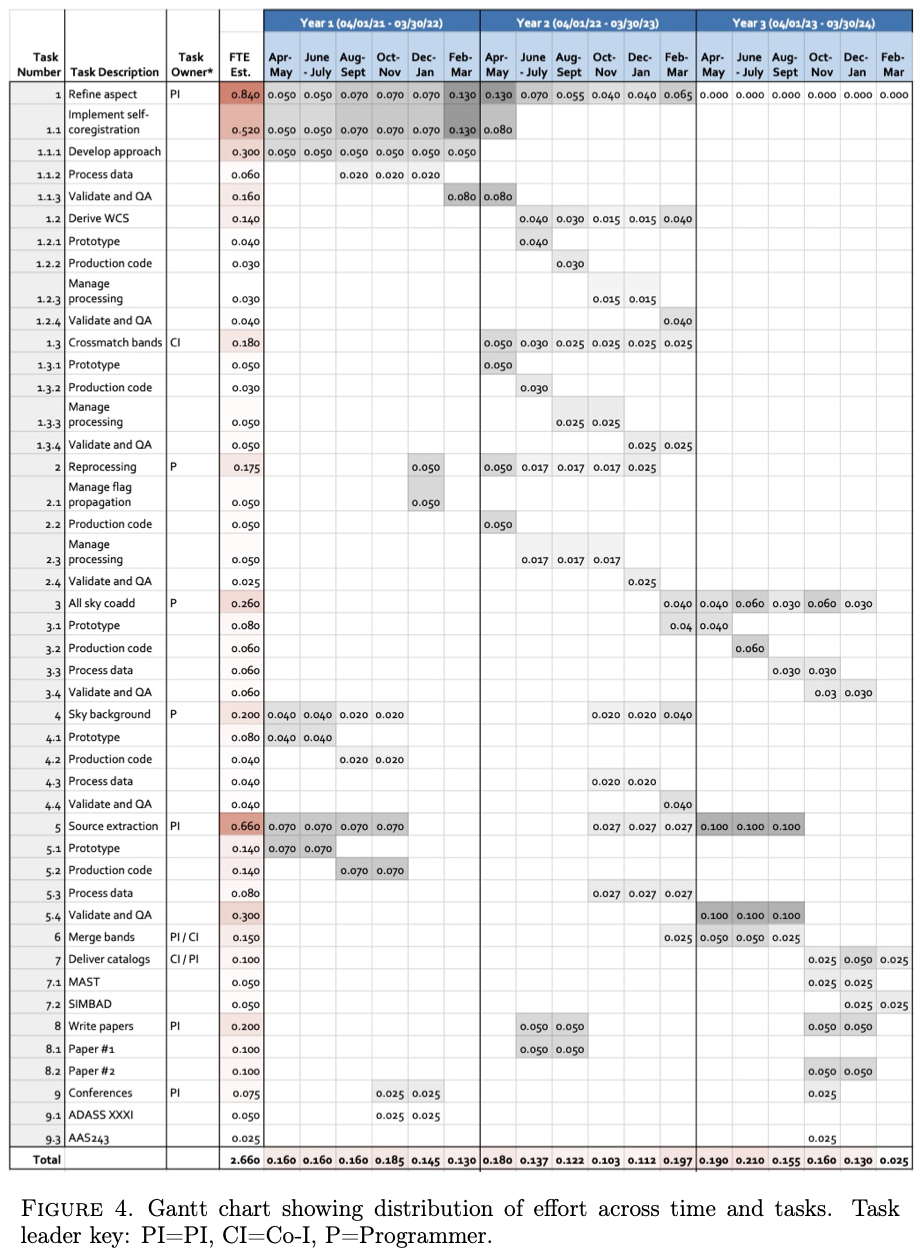 Year 1 (04/01/21 - 03/30/22) Year 2 (04/01/22 - 03/30/23) Year 3 (04/01/23 - 03/30/24)
Task Task FTE Apr- June Aug- Oct- Dec- Feb- Apr- June Aug- Oct- Dec- Feb- Apr- June Aug- Oct- Dec- Feb-
Number Task Description Owner* Est. May - July Sept Nov Jan Mar May - July Sept Nov Jan Mar May - July Sept Nov Jan Mar
1 Refine aspect PI 0.840 0.050 0.050 0.070 0.070 0.070 0.130 0.130 0.070 0.055 0.040 0.040 0.065 0.000 0.000 0.000 0.000 0.000 0.000
Implement self-
1.1 coregistration 0.520 0.050 0.050 0.070 0.070 0.070 0.130 0.080
1.1.1 Develop approach 0.300 0.050 0.050 0.050 0.050 0.050 0.050
1.1.2 Process data 0.060 0.020 0.020 0.020
1.1.3 Validate and QA 0.160 0.080 0.080
1.2 Derive WCS 0.140 0.040 0.030 0.015 0.015 0.040
1.2.1 Prototype 0.040 0.040
1.2.2 Production code 0.030 0.030
Manage
1.2.3 processing 0.030 0.015 0.015
1.2.4 Validate and QA 0.040 0.040
1.3 Crossmatch bands CI 0.180 0.050 0.030 0.025 0.025 0.025 0.025
1.3.1 Prototype 0.050 0.050
1.3.2 Production code 0.030 0.030
Manage
1.3.3 processing 0.050 0.025 0.025
1.3.4 Validate and QA 0.050 0.025 0.025
2 Reprocessing P 0.175 0.050 0.050 0.017 0.017 0.017 0.025
Manage flag
2.1 propagation 0.050 0.050
2.2 Production code 0.050 0.050
Manage
2.3 processing 0.050 0.017 0.017 0.017
2.4 Validate and QA 0.025 0.025
3 All sky coadd P 0.260 0.040 0.040 0.060 0.030 0.060 0.030
3.1 Prototype 0.080 0.04 0.040
3.2 Production code 0.060 0.060
3.3 Process data 0.060 0.030 0.030
3.4 Validate and QA 0.060 0.03 0.030
4 Sky background P 0.200 0.040 0.040 0.020 0.020 0.020 0.020 0.040
4.1 Prototype 0.080 0.040 0.040
4.2 Production code 0.040 0.020 0.020
4.3 Process data 0.040 0.020 0.020
4.4 Validate and QA 0.040 0.040
5 Source extraction PI 0.660 0.070 0.070 0.070 0.070 0.027 0.027 0.027 0.100 0.100 0.100
5.1 Prototype 0.140 0.070 0.070
5.2 Production code 0.140 0.070 0.070
5.3 Process data 0.080 0.027 0.027 0.027
5.4 Validate and QA 0.300 0.100 0.100 0.100
6 Merge bands PI / CI 0.150 0.025 0.050 0.050 0.025
7 Deliver catalogs CI / PI 0.100 0.025 0.050 0.025
7.1 MAST 0.050 0.025 0.025
7.2 SIMBAD 0.050 0.025 0.025
8 Write papers PI 0.200 0.050 0.050 0.050 0.050
8.1 Paper #1 0.100 0.050 0.050
8.2 Paper #2 0.100 0.050 0.050
9 Conferences PI 0.075 0.025 0.025 0.025
9.1 ADASS XXXI 0.050 0.025 0.025
9.3 AAS243 0.025 0.025
Total 2.660 0.160 0.160 0.160 0.185 0.145 0.130 0.180 0.137 0.122 0.103 0.112 0.197 0.190 0.210 0.155 0.160 0.130 0.025
FIGURE 4. Gantt chart showing distribution of effort across time and tasks. Task
leader key: PI=PI, CI=Co-I, P=Programmer.